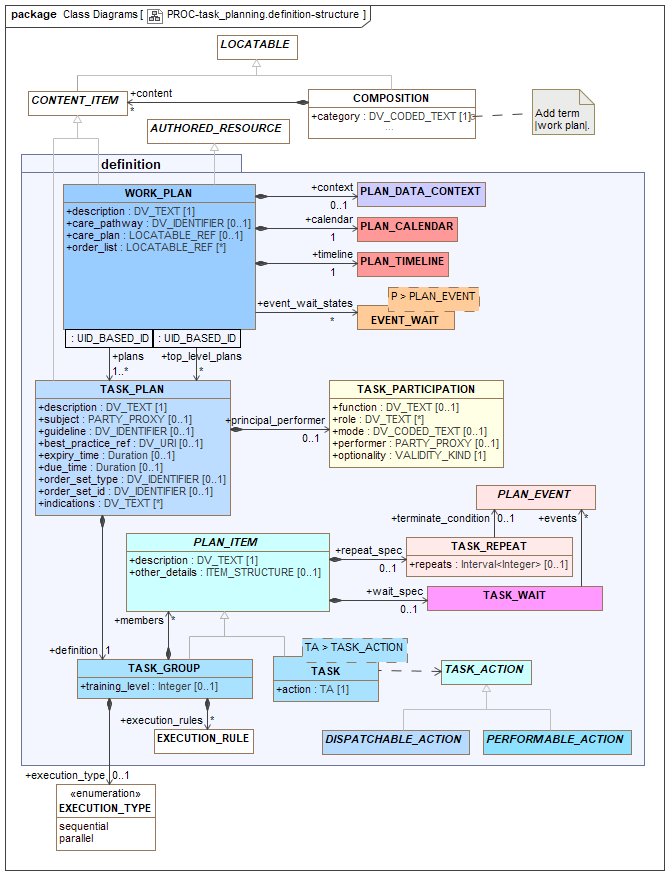 package Class Diagrams [ PROC-task_planning.definition-structure ]
LOCATABLE
CONTENT_ITEM
+content
*
COMPOSITION
+category : DV_CODED_TEXT [1]
...
Add term
|work plan|.
AUTHORED_RESOURCE
definition
WORK_PLAN
+description : DV_TEXT [1]
+care_pathway : DV_IDENTIFIER [0..1]
+care_plan : LOCATABLE_REF [0..1]
+order_list : LOCATABLE_REF [*]
+context
0..1
PLAN_DATA_CONTEXT
+calendar
1
PLAN_CALENDAR
+timeline
1
PLAN_TIMELINE
+event_wait_states
*
P > PLAN_EVENT
EVENT_WAIT
: UID_BASED_ID
: UID_BASED_ID
+plans
1..*
+top_level_plans
*
TASK_PLAN
+description : DV_TEXT [1]
+subject : PARTY_PROXY [0..1]
+guideline : DV_IDENTIFIER [0..1]
+best_practice_ref : DV_URI [0..1]
+expiry_time : Duration [0..1]
+due_time : Duration [0..1]
+order_set_type : DV_IDENTIFIER [0..1]
+order_set_id : DV_IDENTIFIER [0..1]
+indications : DV_TEXT [*]
+principal_performer
0..1
TASK_PARTICIPATION
+function : DV_TEXT [0..1]
+role : DV_TEXT [*]
+mode : DV_CODED_TEXT [0..1]
+performer : PARTY_PROXY [0..1]
+optionality : VALIDITY_KIND [1]
PLAN_EVENT
+terminate_condition
0..1
+events
*
PLAN_ITEM
+description : DV_TEXT [1]
+other_details : ITEM_STRUCTURE [0..1]
+repeat_spec
0..1
TASK_REPEAT
+repeats : Interval<Integer> [0..1]
+wait_spec
0..1
TASK_WAIT
+members
*
+definition
1
TASK_GROUP
+training_level : Integer [0..1]
TA > TASK_ACTION
TASK
+action : TA [1]
TASK_ACTION
+execution_rules
*
EXECUTION_RULE
DISPATCHABLE_ACTION
PERFORMABLE_ACTION
+execution_type
0..1
«enumeration»
EXECUTION_TYPE
sequential
parallel